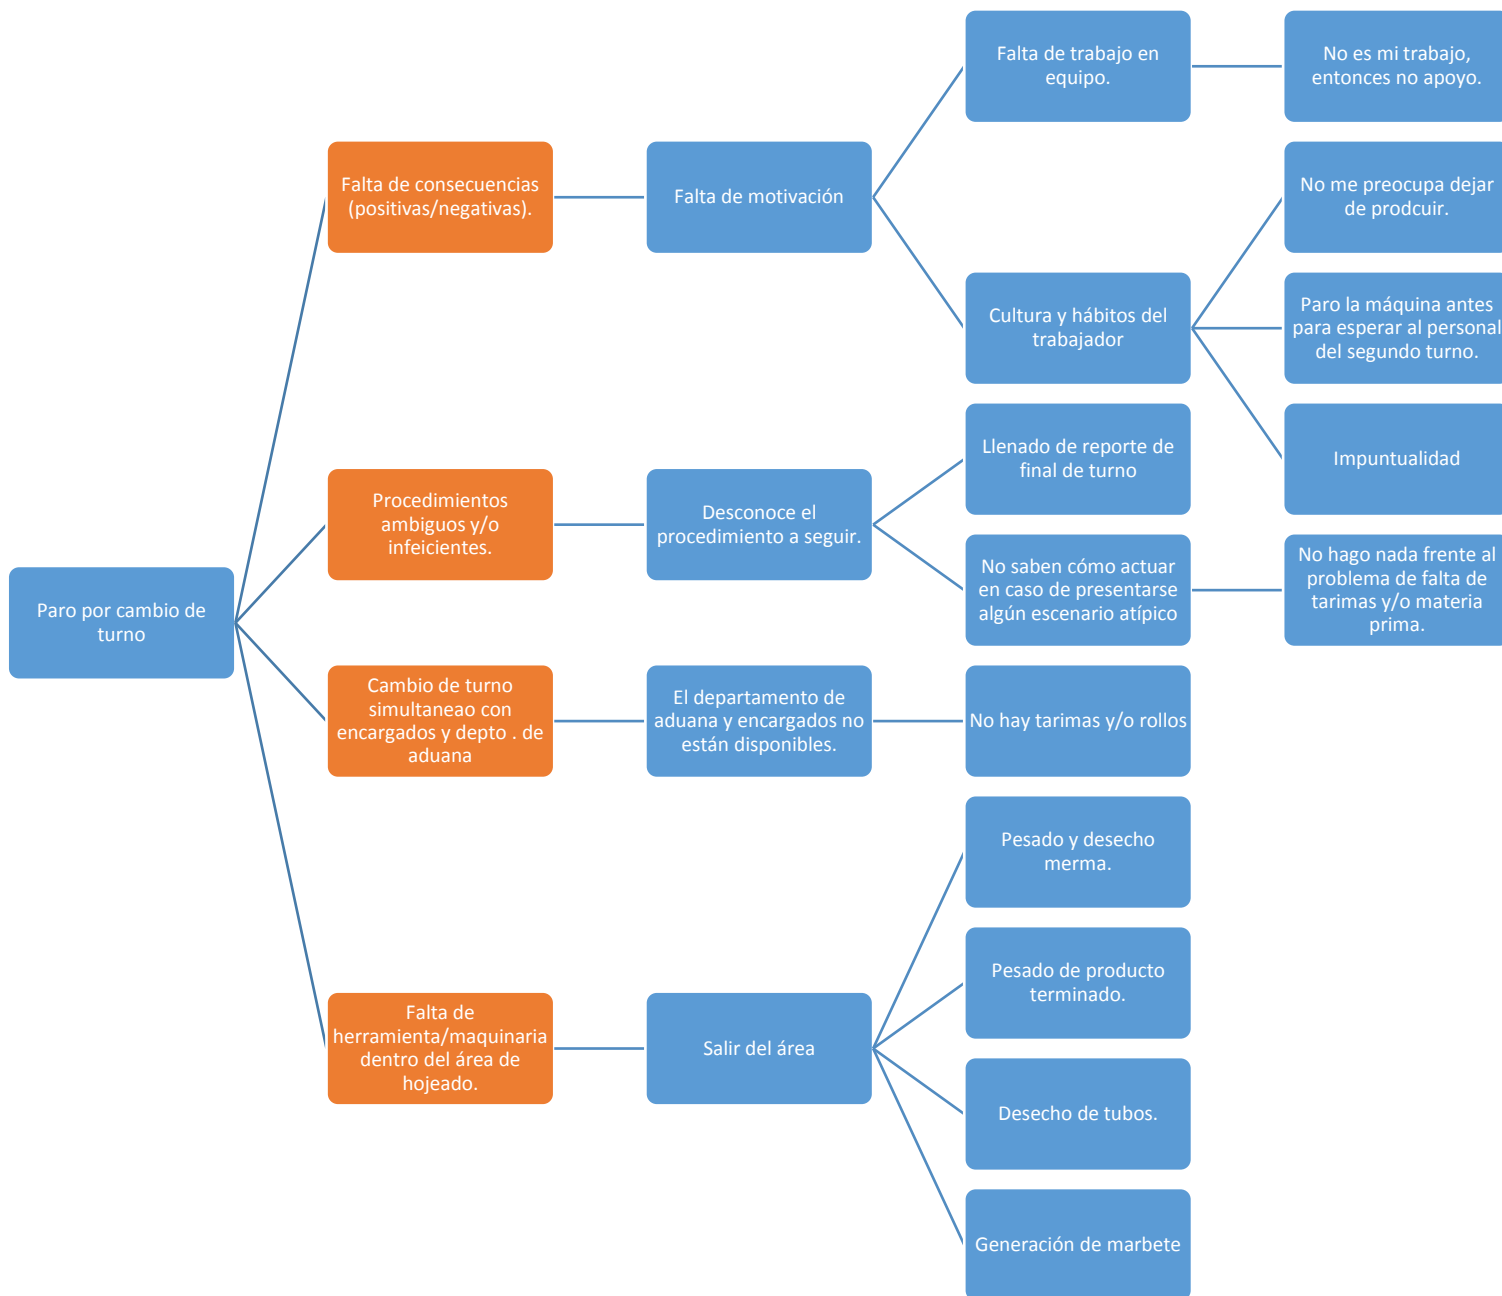 Falta de trabajo en
equipo.
No es mi trabajo,
entonces no apoyo.
Falta de consecuencias
(positivas/negativas).
Falta de motivación
No me preocupa dejar
de prodcuir.
Cultura y hábitos del
trabajador
Paro la máquina antes
para esperar al personal
del segundo turno.
Impuntualidad
Procedimientos
ambiguos y/o
infeicientes.
Desconoce el
procedimiento a seguir.
Llenado de reporte de
final de turno
No saben cómo actuar
en caso de presentarse
algún escenario atípico
No hago nada frente al
problema de falta de
tarimas y/o materia
prima.
Paro por cambio de
turno
Cambio de turno
simultaneao con
encargados y depto . de
aduana
El departamento de
aduana y encargados no
están disponibles.
No hay tarimas y/o rollos
Falta de
herramienta/maquinaria
dentro del área de
hojeado.
Salir del área
Pesado y desecho
merma.
Pesado de producto
terminado.
Desecho de tubos.
Generación de marbete